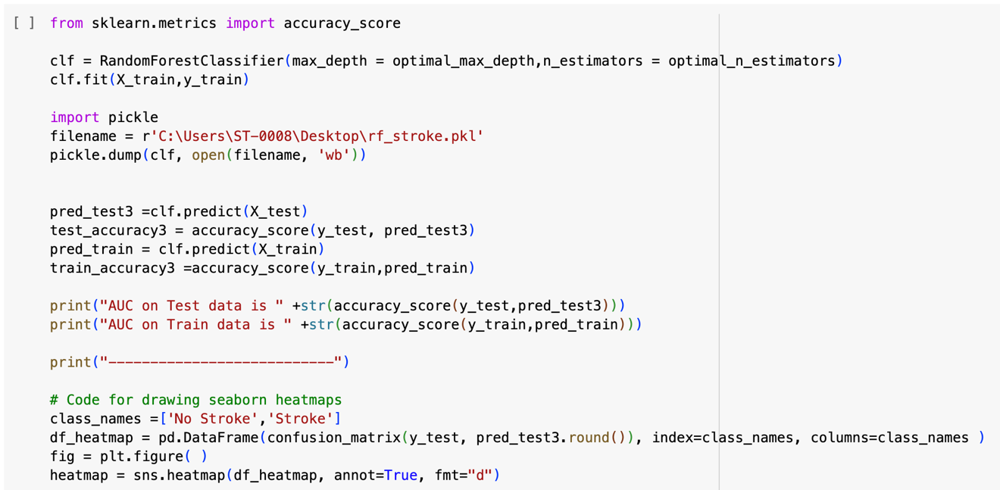 [ ] from sklearn.metrics import accuracy_score
clf = RandomForestClassifier(max_depth = optimal_max_depth,n_estimators = optimal_n_estimators)
clf.fit(X_train,y_train)
import pickle
filename = r'C:\Users\ST-0008\Desktop\rf_stroke.pkl'
pickle.dump(clf, open(filename, 'wb'))
pred_test3 =clf.predict(X_test)
test_accuracy3 = accuracy_score(y_test, pred_test3)
pred_train = clf.predict(X_train)
train_accuracy3 =accuracy_score(y_train,pred_train)
print("AUC on Test data is " +str(accuracy_score(y_test,pred_test3)))
print("AUC on Train data is " +str(accuracy_score(y_train,pred_train)))
print("---------------------------")
# Code for drawing seaborn heatmaps
class_names =['No Stroke','Stroke']
df_heatmap = pd.DataFrame(confusion_matrix(y_test, pred_test3.round()), index=class_names, columns=class_names )
fig = plt.figure( )
heatmap = sns.heatmap(df_heatmap, annot=True, fmt="d")